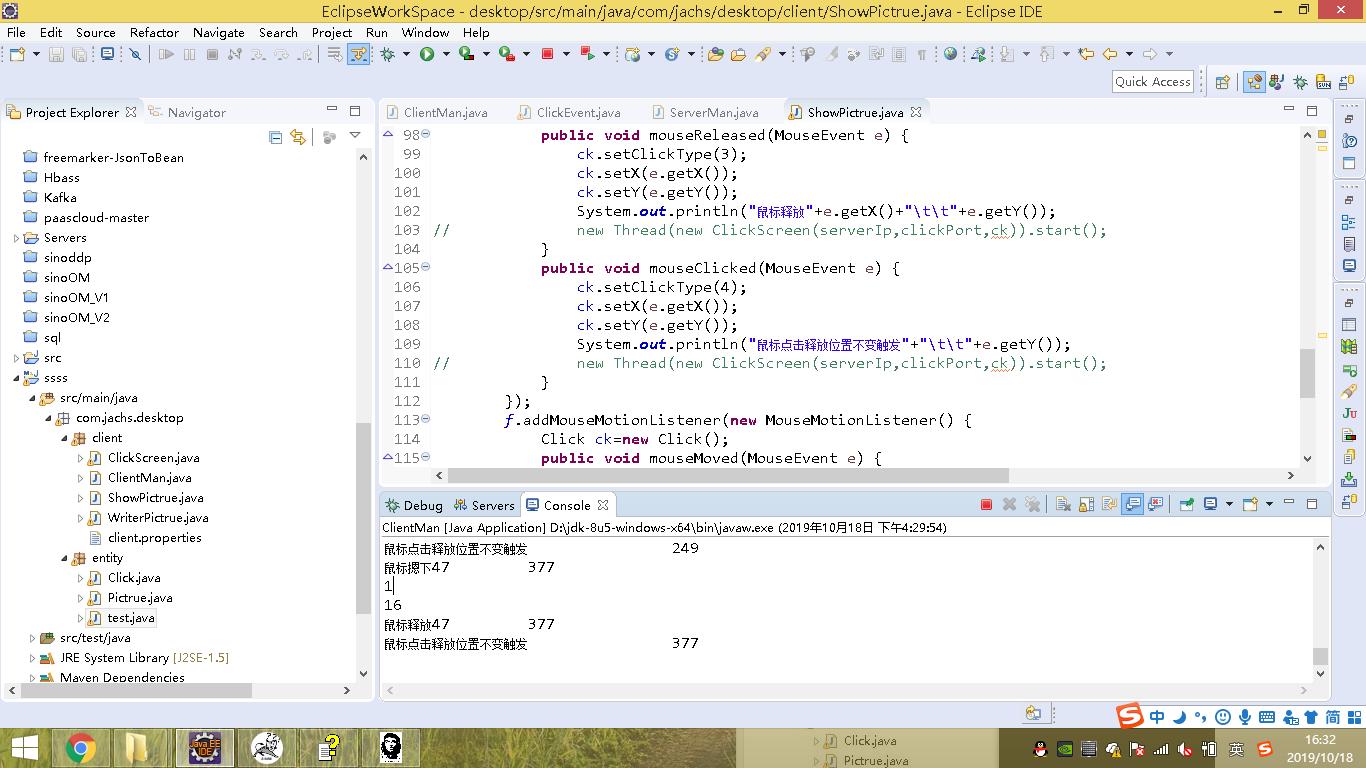 EclipseWorkSpace - desktop/src/main/java/com/jachs/desktop/client/ShowPictrue.java - Eclipse IDE
File Edit Source Refactor Navigate Search Project Run Window Help
Quick Access
Project Explorer Navigator
freemarker-JsonToBean
Hbass
Kafka
paascloud-master
Servers
sinoddp
sinoOM
sinoOM_V1
sinoOM_V2
sql
src
ssss
src/main/java
com.jachs.desktop
client
ClickScreen.java
ClientMan.java
ShowPictrue.java
WriterPictrue.java
client.properties
entity
Click.java
Pictrue.java
test.java
src/test/java
JRE System Library [J2SE-1.5]
Maven Dependencies
ClientMan.java ClickEvent.java ServerMan.java ShowPictrue.java
98 public void mouseReleased(MouseEvent e) {
99 ck.setClickType(3);
100 ck.setX(e.getX());
101 ck.setY(e.getY());
102 System.out.println("鼠标释放"+e.getX()+"\t\t"+e.getY());
103 // new Thread(new ClickScreen(serverIp,clickPort,ck)).start();
104 }
105 public void mouseClicked(MouseEvent e) {
106 ck.setClickType(4);
107 ck.setX(e.getX());
108 ck.setY(e.getY());
109 System.out.println("鼠标点击释放位置不变触发"+"\t\t"+e.getY());
110 // new Thread(new ClickScreen(serverIp,clickPort,ck)).start();
111 }
112 });
113 f.addMouseMotionListener(new MouseMotionListener() {
114 Click ck=new Click();
115 public void mouseMoved(MouseEvent e) {
Debug Servers Console
ClientMan [Java Application] D:\jdk-8u5-windows-x64\bin\javaw.exe (2019年10月18日 下午4:29:54)
鼠标点击释放位置不变触发 249
鼠标摁下47 377
1
16
鼠标释放47 377
鼠标点击释放位置不变触发 377
中 简
Java EE
IDE
Click.java
Pictrue.java
英
16:32
2019/10/18